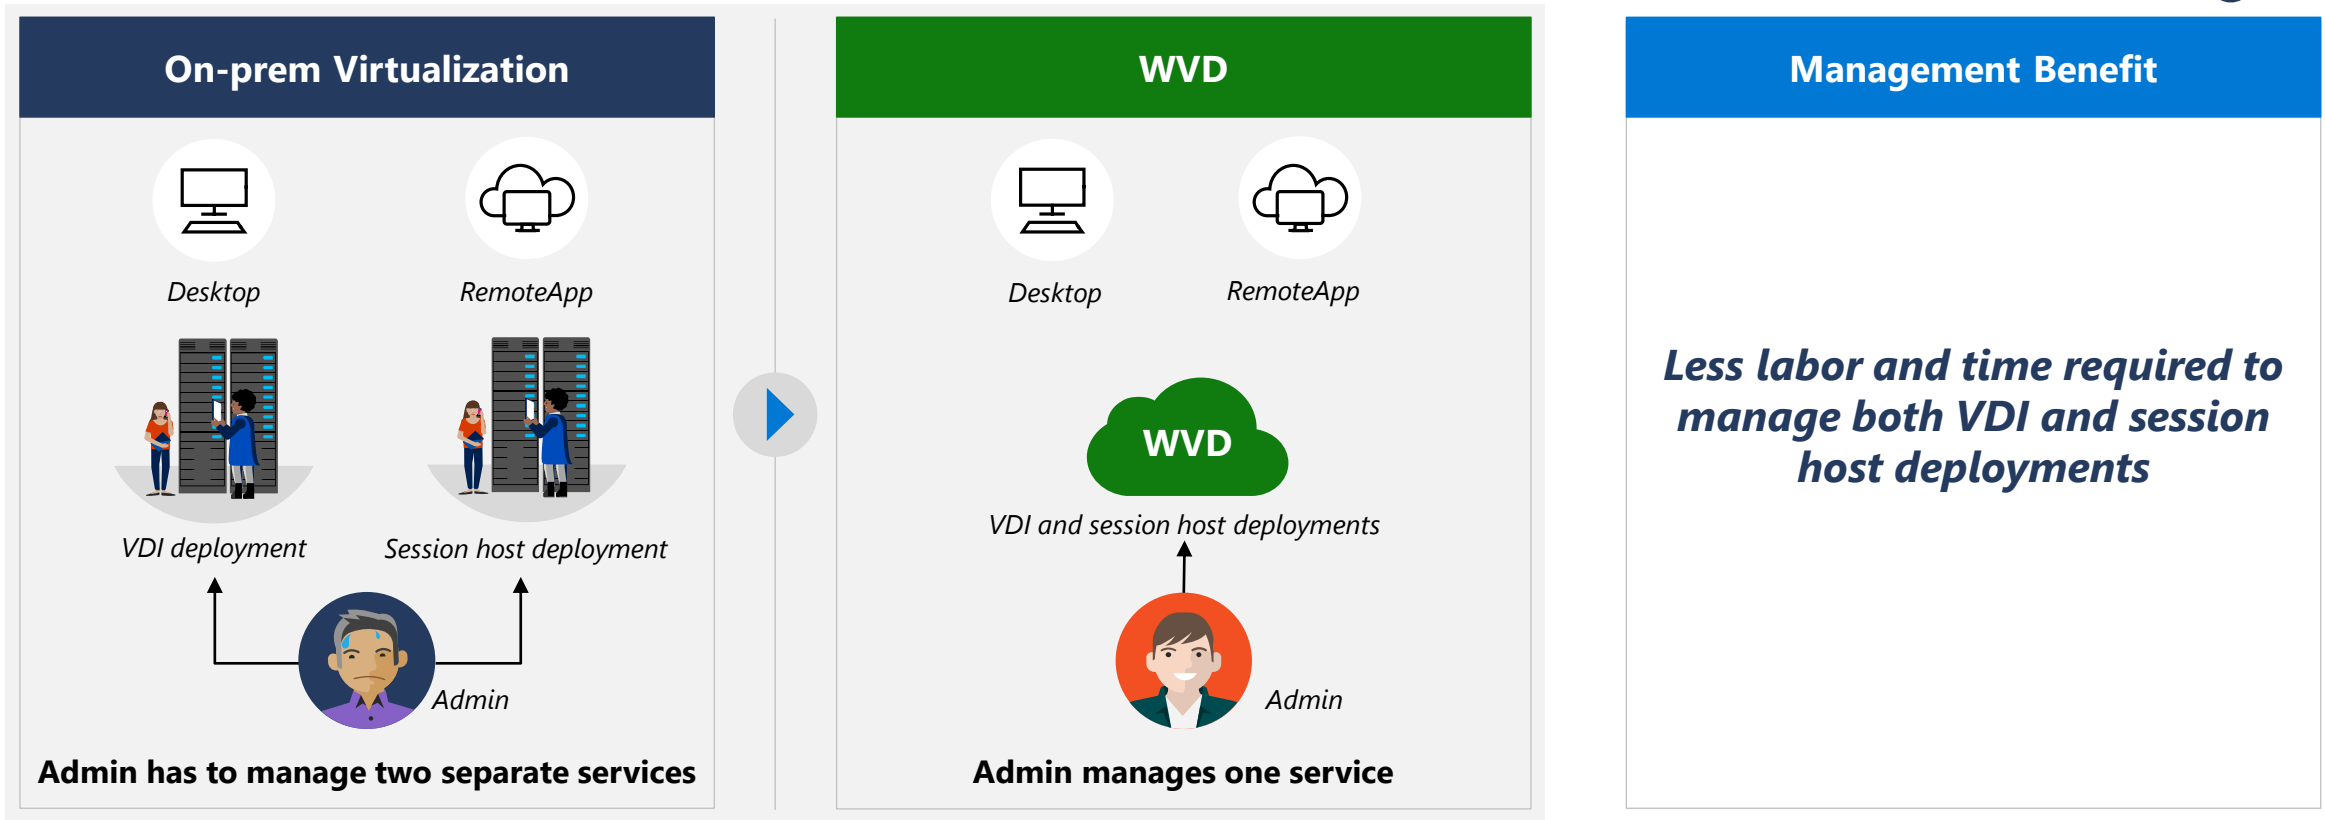 On-prem Virtualization
Desktop
RemoteApp
VDI deployment
Session host deployment
Admin
Admin has to manage two separate services
WVD
Desktop
RemoteApp
WVD
VDI and session host deployments
Admin
Admin manages one service
Management Benefit
Less labor and time required to
manage both VDI and session
host deployments